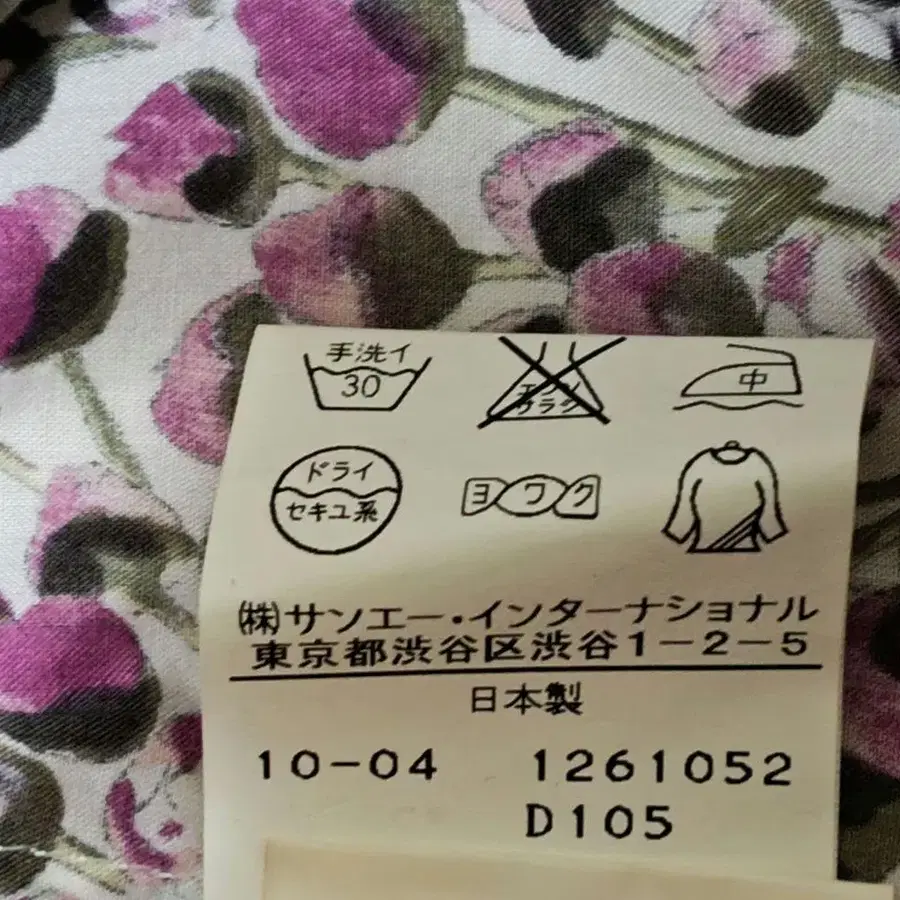 手洗イ
30
エンソ
サラシ
中
ドライ
セキユ系
ヨワク
㈱サンエー・インターナショナル
東京都渋谷区渋谷1-2-5
日本製
10-04 1261052
D105